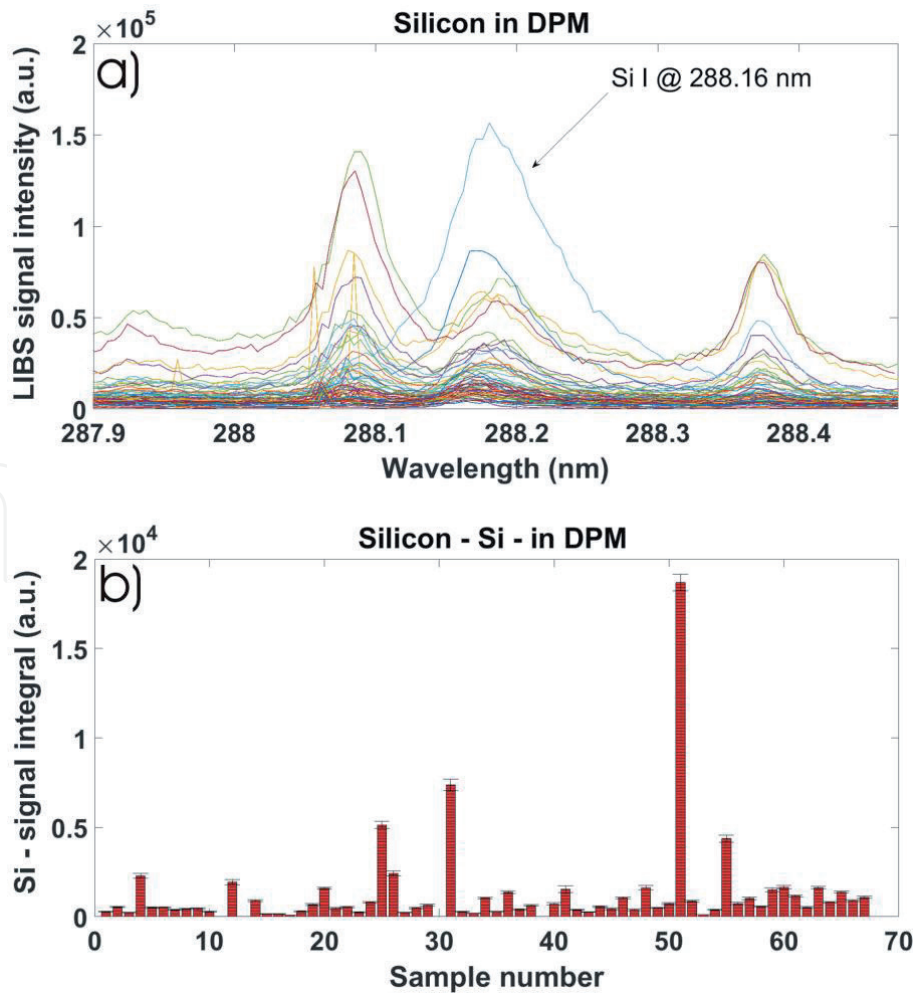 Silicon in DPM
×10⁵
a)
Si I @ 288.16 nm
LIBS signal intensity (a.u.)
2
1.5
1
0.5
0
287.9 288 288.1 288.2 288.3 288.4
Wavelength (nm)
Silicon - Si - in DPM
×10⁴
b)
Si - signal integral (a.u.)
2
1.5
1
0.5
0
0 10 20 30 40 50 60 70
Sample number